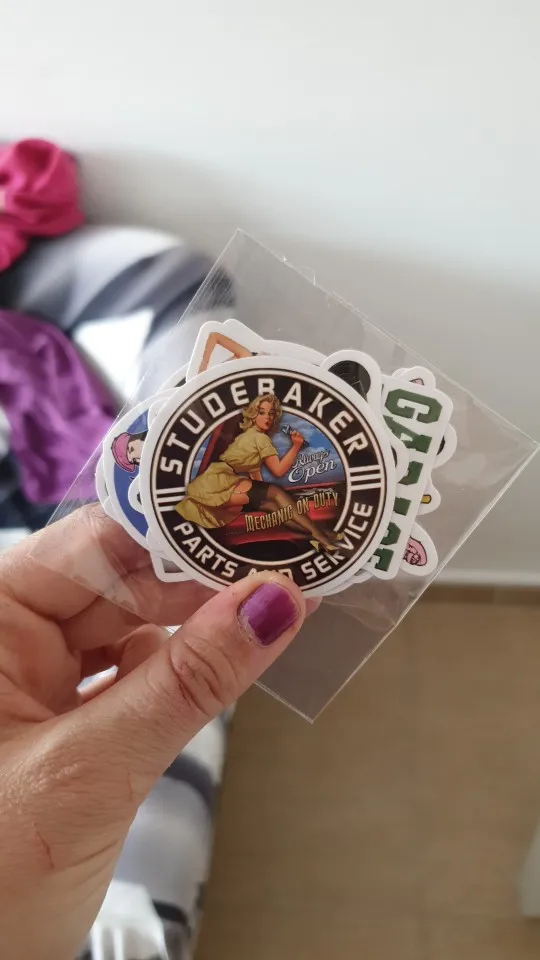 STUDEBAKER
Always
Open
MECHANIC ON DUTY
PARTS AND SERVICE